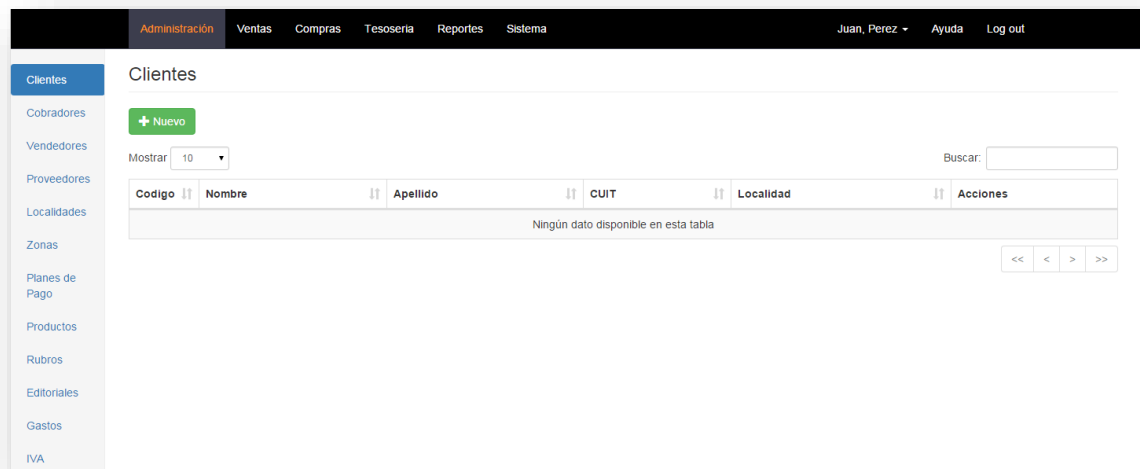 Administración Ventas Compras Tesoseria Reportes Sistema Juan, Perez Ayuda Log out
Clientes
Cobradores
Vendedores
Proveedores
Localidades
Zonas
Planes de
Pago
Productos
Rubros
Editoriales
Gastos
IVA
Clientes
+ Nuevo
Mostrar 10 Buscar:
Codigo Nombre Apellido CUIT Localidad Acciones
Ningún dato disponible en esta tabla
<< < > >>